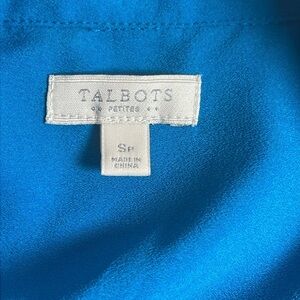 TALBOTS
PETITES
SP
MADE IN
CHINA